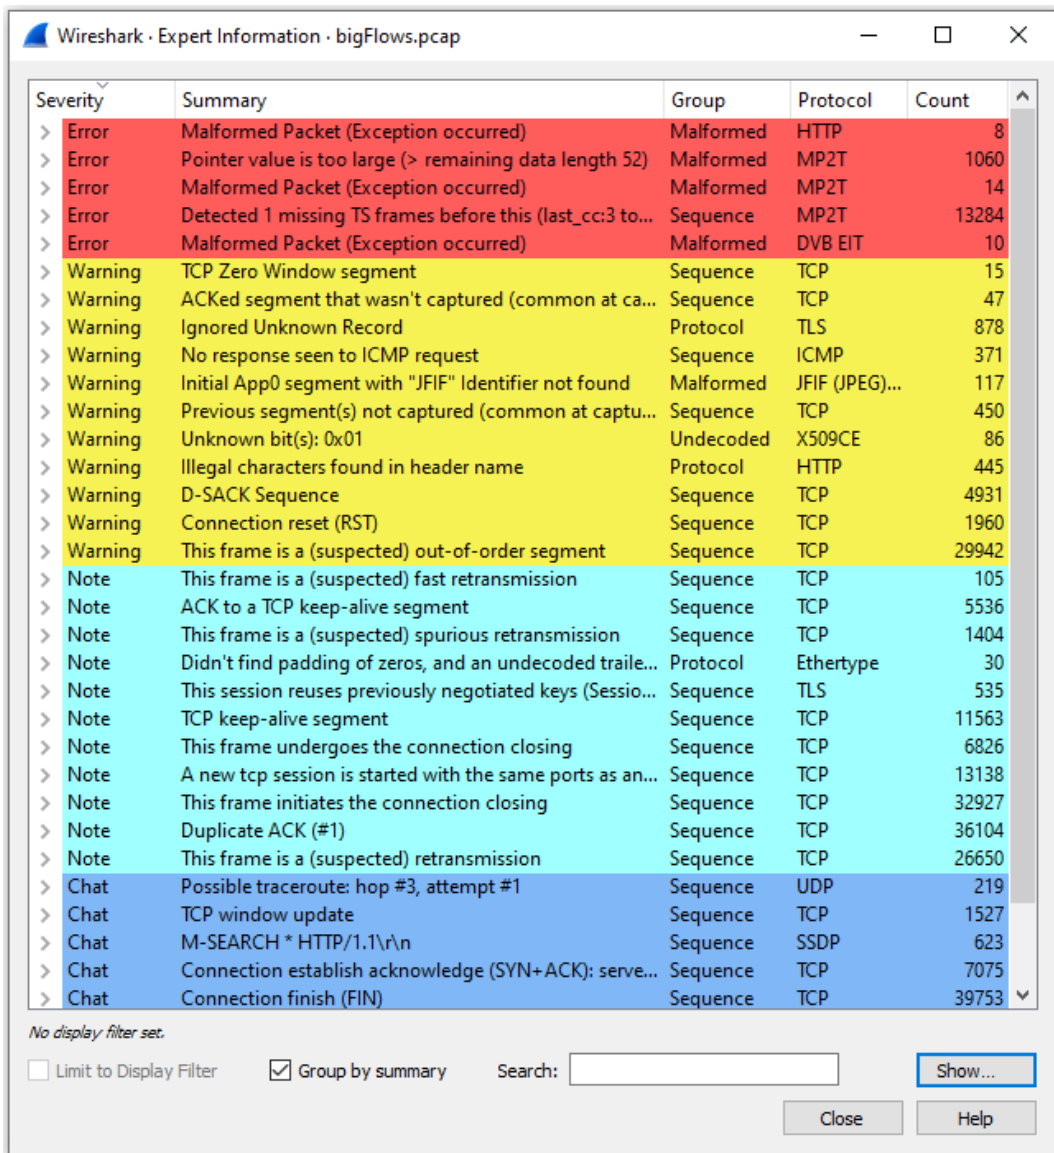 Wireshark · Expert Information · bigFlows.pcap
Severity Summary Group Protocol Count
Error Malformed Packet (Exception occurred) Malformed HTTP 8
Error Pointer value is too large (> remaining data length 52) Malformed MP2T 1060
Error Malformed Packet (Exception occurred) Malformed MP2T 14
Error Detected 1 missing TS frames before this (last_cc:3 to... Sequence MP2T 13284
Error Malformed Packet (Exception occurred) Malformed DVB EIT 10
Warning TCP Zero Window segment Sequence TCP 15
Warning ACKed segment that wasn't captured (common at ca... Sequence TCP 47
Warning Ignored Unknown Record Protocol TLS 878
Warning No response seen to ICMP request Sequence ICMP 371
Warning Initial App0 segment with "JFIF" Identifier not found Malformed JFIF (JPEG)... 117
Warning Previous segment(s) not captured (common at captu... Sequence TCP 450
Warning Unknown bit(s): 0x01 Undecoded X509CE 86
Warning Illegal characters found in header name Protocol HTTP 445
Warning D-SACK Sequence Sequence TCP 4931
Warning Connection reset (RST) Sequence TCP 1960
Warning This frame is a (suspected) out-of-order segment Sequence TCP 29942
Note This frame is a (suspected) fast retransmission Sequence TCP 105
Note ACK to a TCP keep-alive segment Sequence TCP 5536
Note This frame is a (suspected) spurious retransmission Sequence TCP 1404
Note Didn't find padding of zeros, and an undecoded traile... Protocol Ethertype 30
Note This session reuses previously negotiated keys (Sessio... Sequence TLS 535
Note TCP keep-alive segment Sequence TCP 11563
Note This frame undergoes the connection closing Sequence TCP 6826
Note A new tcp session is started with the same ports as an... Sequence TCP 13138
Note This frame initiates the connection closing Sequence TCP 32927
Note Duplicate ACK (#1) Sequence TCP 36104
Note This frame is a (suspected) retransmission Sequence TCP 26650
Chat Possible traceroute: hop #3, attempt #1 Sequence UDP 219
Chat TCP window update Sequence TCP 1527
Chat M-SEARCH * HTTP/1.1\r\n Sequence SSDP 623
Chat Connection establish acknowledge (SYN+ACK): serve... Sequence TCP 7075
Chat Connection finish (FIN) Sequence TCP 39753
No display filter set.
Limit to Display Filter Group by summary Search: Show...
Close Help